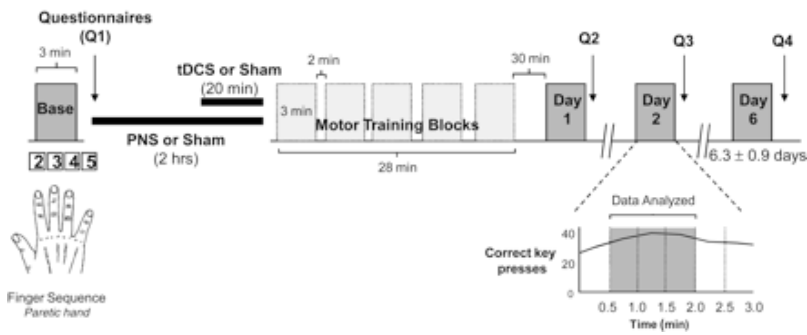 Questionnaires
(Q1)
3 min
Base
2 3 4 5
Finger Sequence
Paretic hand
tDCS or Sham
(20 min)
PNS or Sham
(2 hrs)
2 min
3 min
Motor Training Blocks
28 min
30 min
Day
1
Q2
Day
2
Q3
Day
6
Q4
6.3 ± 0.9 days
Data Analyzed
Correct key
presses
40
20
0
0.5 1.0 1.5 2.0 2.5 3.0
Time (min)